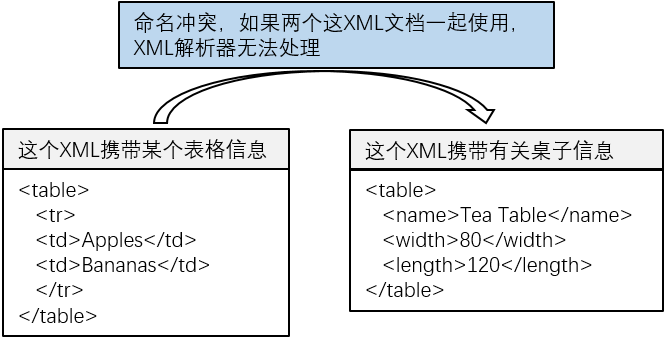 命名冲突，如果两个这XML文档一起使用，
XML解析器无法处理
这个XML携带某个表格信息
<table>
<tr>
<td>Apples</td>
<td>Bananas</td>
</tr>
</table>
这个XML携带有关桌子信息
<table>
<name>Tea Table</name>
<width>80</width>
<length>120</length>
</table>